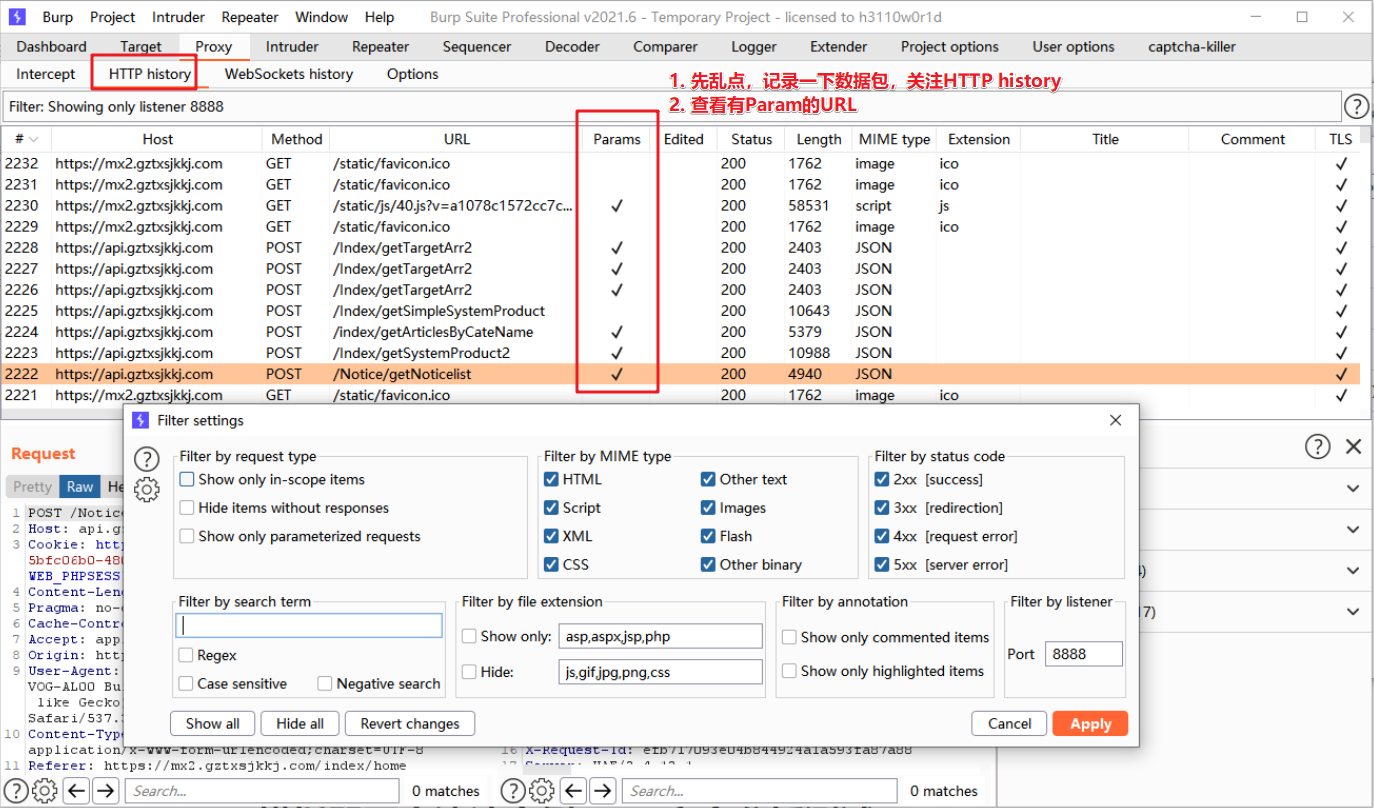 Burp Project Intruder Repeater Window Help Burp Suite Professional v2021.6 - Temporary Project - licensed to h3110w0r1d
Dashboard Target Proxy Intruder Repeater Sequencer Decoder Comparer Logger Extender Project options User options captcha-killer
Intercept HTTP history WebSockets history Options
1. 先乱点，记录一下数据包，关注HTTP history
2. 查看有Param的URL
Filter: Showing only listener 8888
# Host Method URL Params Edited Status Length MIME type Extension Title Comment TLS
2232 https://mx2.gztxsjkkj.com GET /static/favicon.ico 200 1762 image ico ✓
2231 https://mx2.gztxsjkkj.com GET /static/favicon.ico 200 1762 image ico ✓
2230 https://mx2.gztxsjkkj.com GET /static/js/40.js?v=a1078c1572cc7c... ✓ 200 58531 script js ✓
2229 https://mx2.gztxsjkkj.com GET /static/favicon.ico 200 1762 image ico ✓
2228 https://api.gztxsjkkj.com POST /Index/getTargetArr2 ✓ 200 2403 JSON ✓
2227 https://api.gztxsjkkj.com POST /Index/getTargetArr2 ✓ 200 2403 JSON ✓
2226 https://api.gztxsjkkj.com POST /Index/getTargetArr2 ✓ 200 2403 JSON ✓
2225 https://api.gztxsjkkj.com POST /Index/getSimpleSystemProduct 200 10643 JSON ✓
2224 https://api.gztxsjkkj.com POST /index/getArticlesByCateName ✓ 200 5379 JSON ✓
2223 https://api.gztxsjkkj.com POST /Index/getSystemProduct2 ✓ 200 10988 JSON ✓
2222 https://api.gztxsjkkj.com POST /Notice/getNoticelist ✓ 200 4940 JSON ✓
2221 https://mx2.gztxsjkkj.com GET /static/favicon.ico 200 1762 image ico ✓
Filter settings
Request
Pretty Raw He
1 POST /Notice
2 Host: api.g
3 Cookie: htt
5bfc06b0-48
WEB_PHPSESS
4 Content-Len
5 Pragma: no-c
6 Cache-Contr
7 Accept: app
8 Origin: htt
9 User-Agent:
VOG-AL00 Bu
like Gecko
Safari/537.
10 Content-Type
application/x-www-form-urlencoded;charset=UTF-8
11 Referer: https://mx2.gztxsjkkj.com/index/home
Filter by request type
Show only in-scope items
Hide items without responses
Show only parameterized requests
Filter by MIME type
HTML Other text
Script Images
XML Flash
CSS Other binary
Filter by status code
2xx [success]
3xx [redirection]
4xx [request error]
5xx [server error]
Filter by search term
Regex
Case sensitive Negative search
Filter by file extension
Show only: asp,aspx,jsp,php
Hide: js,gif,jpg,png,css
Filter by annotation
Show only commented items
Show only highlighted items
Filter by listener
Port 8888
Show all Hide all Revert changes Cancel Apply
4)
17)
16 X-Request-Id: efb717093e04b844924a1a593fa87a88
Search... 0 matches Search... 0 matches